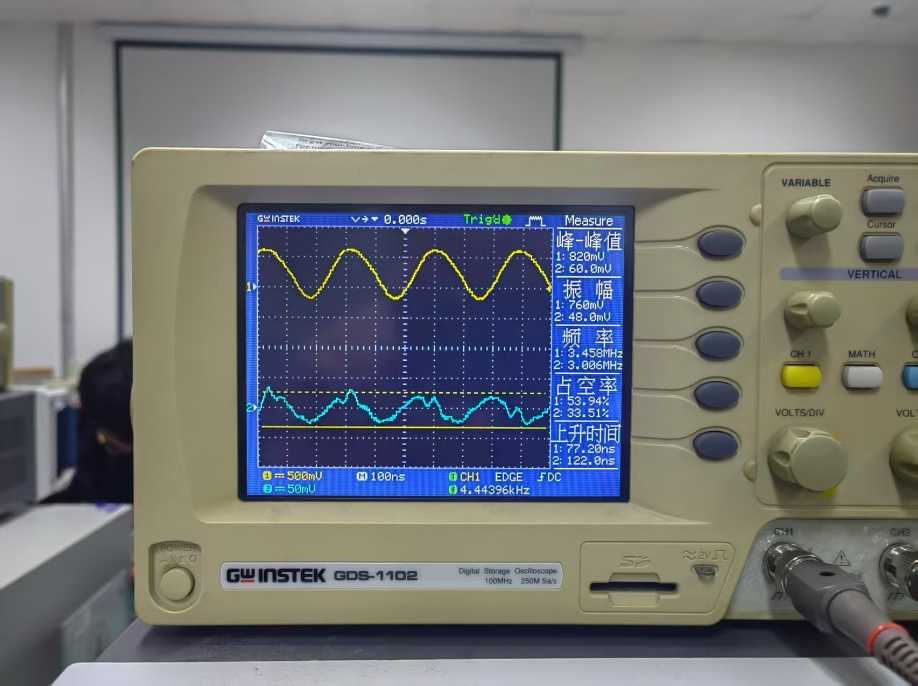 GWINSTEK 0.000s Trig'd Measure
峰-峰值
1: 820mV
2: 60.0mV
振 幅
1: 760mV
2: 48.0mV
频 率
1: 3.458MHz
2: 3.006MHz
占空率
1: 53.94%
2: 33.51%
上升时间
1: 77.20ns
2: 122.0ns
1
2
1 500mV M 100ns T CH1 EDGE DC
2 50mV 4.44396kHz
VARIABLE
Acquire
Cursor
VERTICAL
CH 1
MATH
VOLTS/DIV
POWER
GW INSTEK GDS-1102
Digital Storage Oscilloscope
100MHz 250M Sa/s
≈2V
CH1
CH2